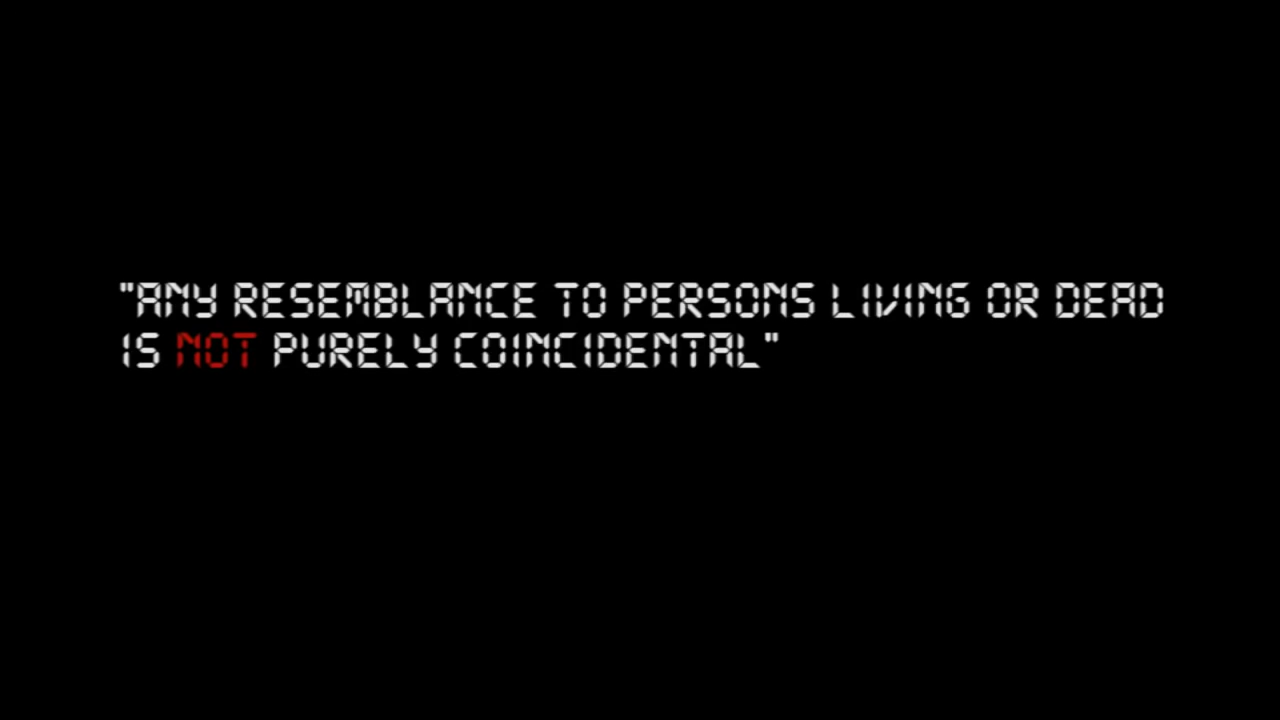 "ANY RESEMBLANCE TO PERSONS LIVING OR DEAD
IS NOT PURELY COINCIDENTAL"